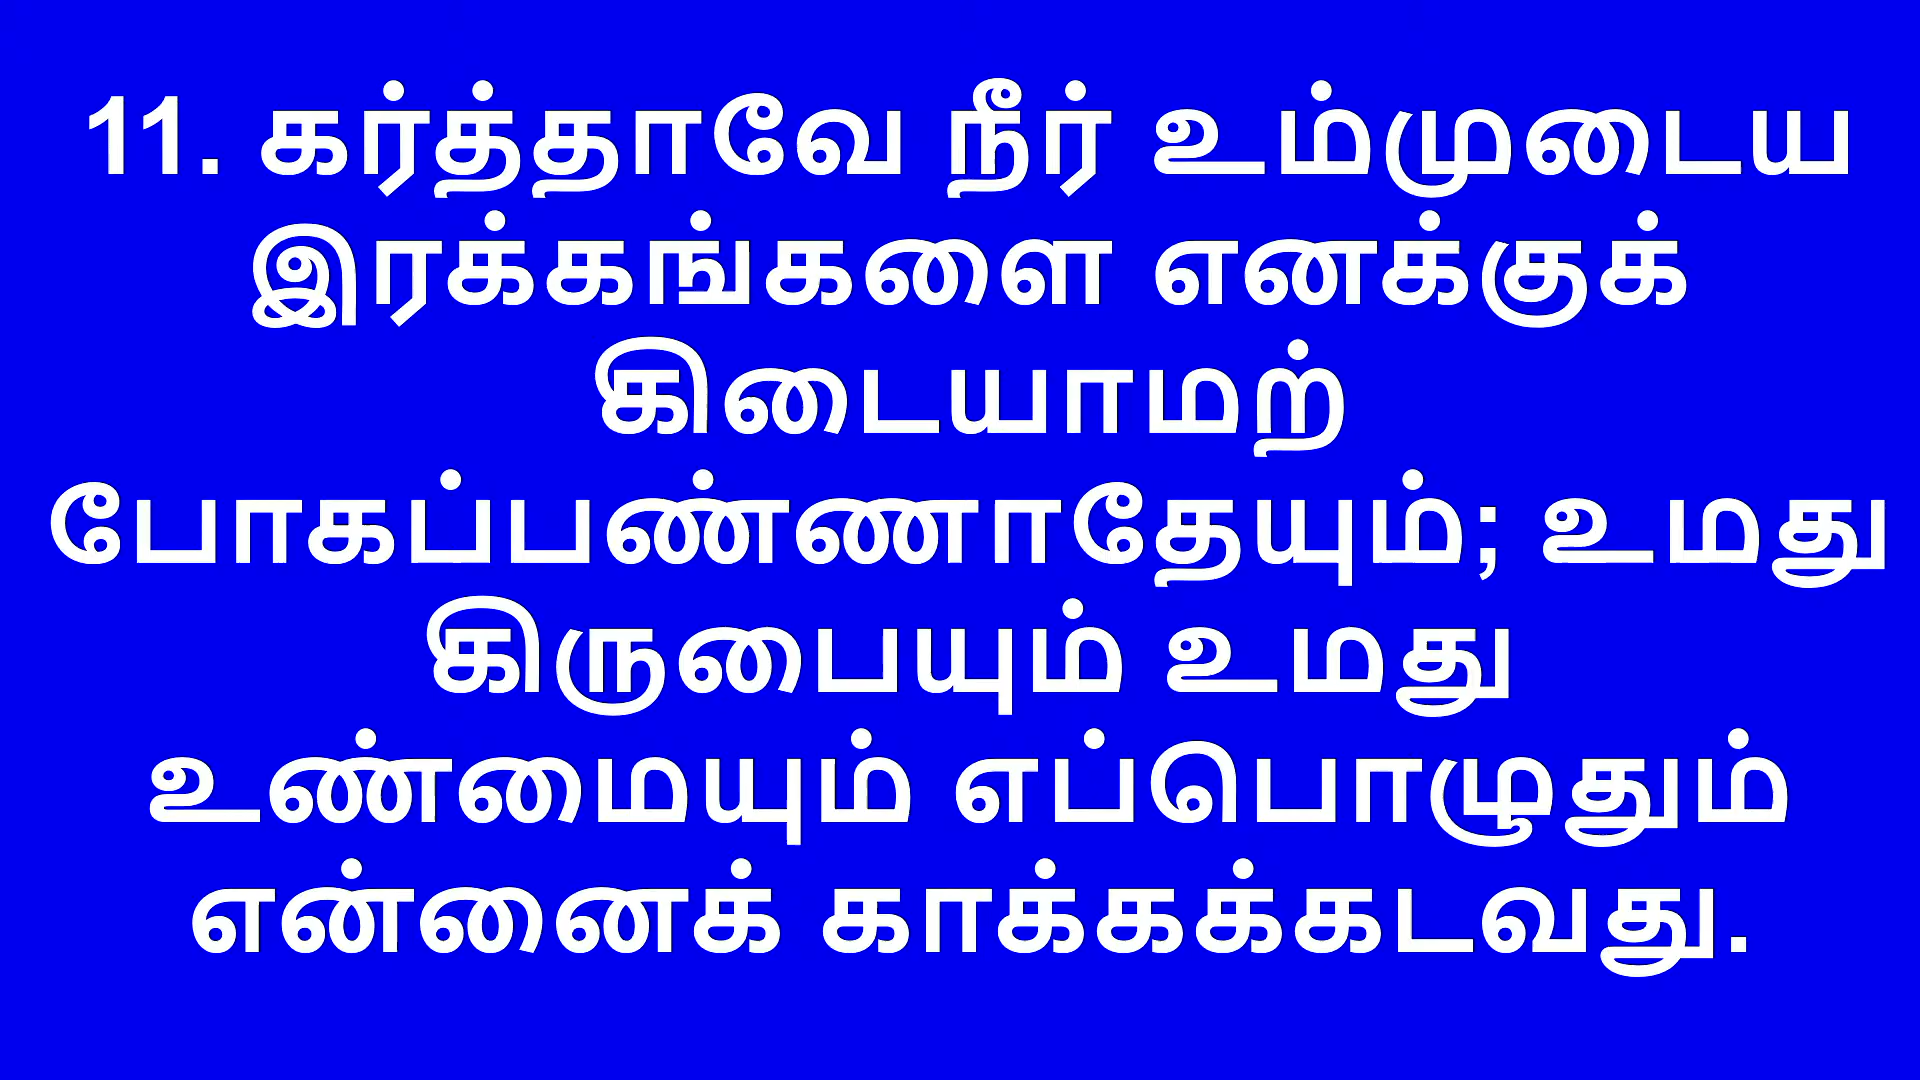 11. கர்த்தாவே நீர் உம்முடைய
இரக்கங்களை எனக்குக்
கிடையாமற்
போகப்பண்ணாதேயும்; உமது
கிருபையும் உமது
உண்மையும் எப்பொழுதும்
என்னைக் காக்கக்கடவது.